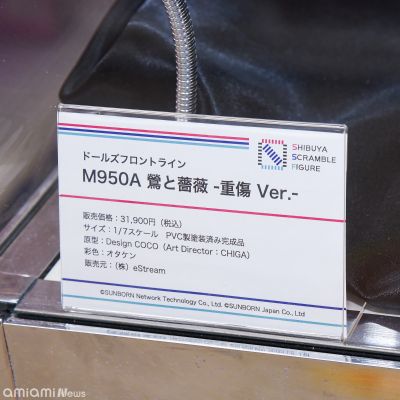 SHIBUYA
SCRAMBLE
FIGURE
ドールズフロントライン
M950A 鶯と薔薇 -重傷 Ver.-
販売価格：31,900円（税込）
サイズ：1/7スケール PVC製塗装済み完成品
原型：Design COCO（Art Director：CHIGA）
彩色：オタケン
販売元：（株）eStream
©SUNBORN Network Technology Co., Ltd. ©SUNBORN Japan Co., Ltd
amiami News